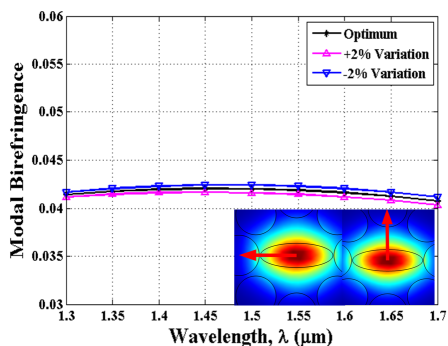 0.06
0.055
0.05
0.045
0.04
0.035
0.03
Modal Birefringence
Optimum
+2% Variation
-2% Variation
1.3 1.35 1.4 1.45 1.5 1.55 1.6 1.65 1.7
Wavelength, λ (μm)